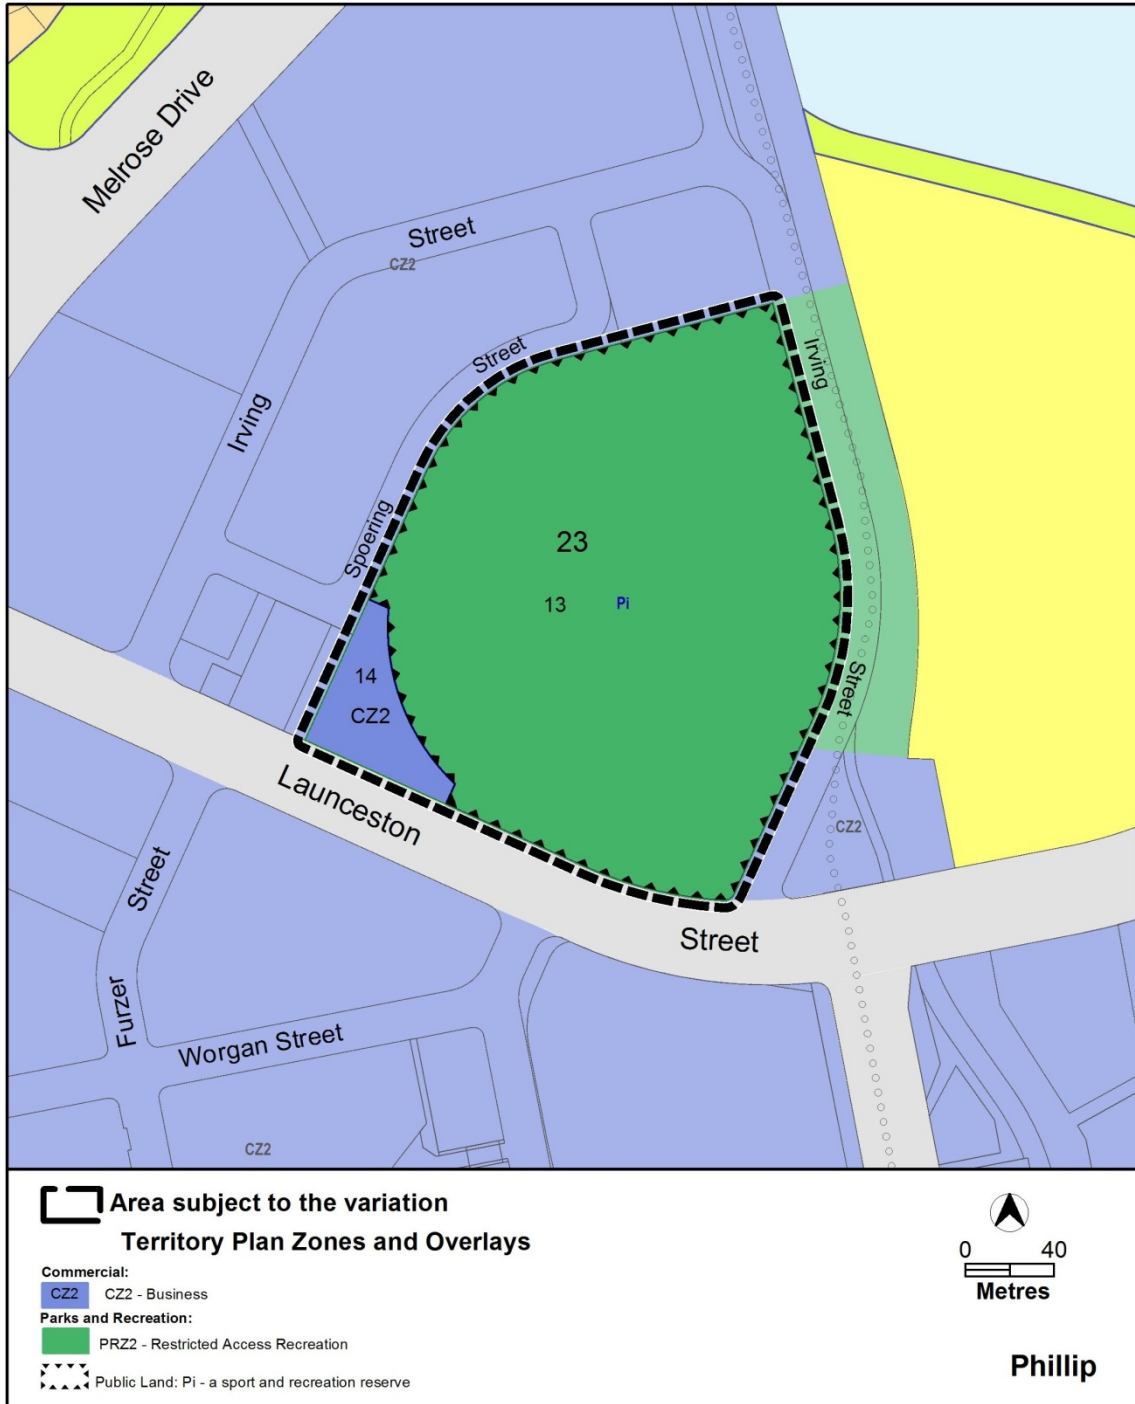 Melrose Drive
Street
CZ2
Street
Irving
Irving
Spoering
23
13 Pi
14
CZ2
Street
Launceston
CZ2
Street
Street
Furzer
Worgan Street
CZ2
Area subject to the variation
Territory Plan Zones and Overlays
Commercial:
CZ2 CZ2 - Business
Parks and Recreation:
PRZ2 - Restricted Access Recreation
Public Land: Pi - a sport and recreation reserve
0 40
Metres
Phillip